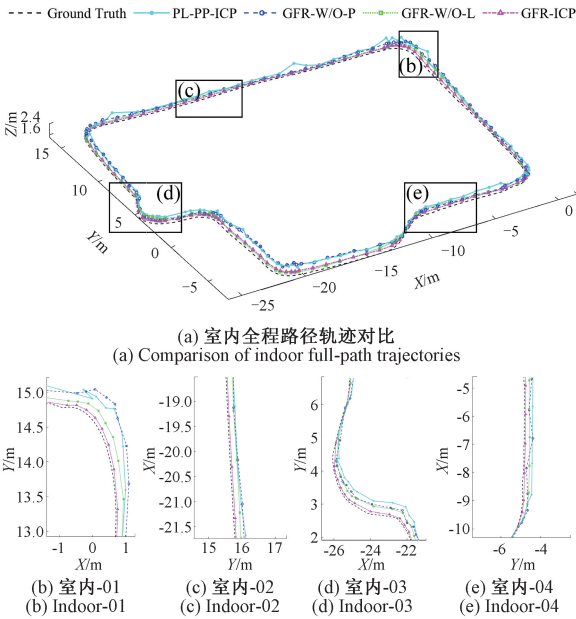 Ground Truth PL-PP-ICP GFR-W/O-P GFR-W/O-L GFR-ICP
(b)
(c)
Z/m
2.4
1.6
15
10
(d)
(e)
5
0
Y/m
0
-5
-5
-10
-15
X/m
-20
-25
(a) 室内全程路径轨迹对比
(a) Comparison of indoor full-path trajectories
15.0
14.5
14.0
13.5
13.0
Y/m
-1 0 1
X/m
-19.0
-19.5
-20.0
-20.5
-21.0
-21.5
X/m
15 16 17
Y/m
6
5
4
3
2
Y/m
-26 -24 -22
X/m
-5
-6
-7
-8
-9
-10
X/m
-6 -4
Y/m
(b) 室内-01 (c) 室内-02 (d) 室内-03 (e) 室内-04
(b) Indoor-01 (c) Indoor-02 (d) Indoor-03 (e) Indoor-04